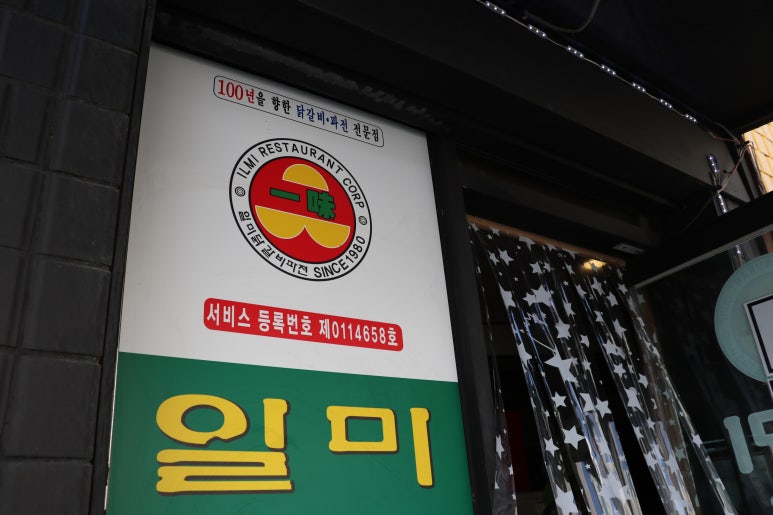 100년을 향한 닭갈비·파전 전문점
ILMI RESTAURANT CORP
一味
일미닭갈비파전 SINCE 1980
서비스 등록번호 제0114658호
일미